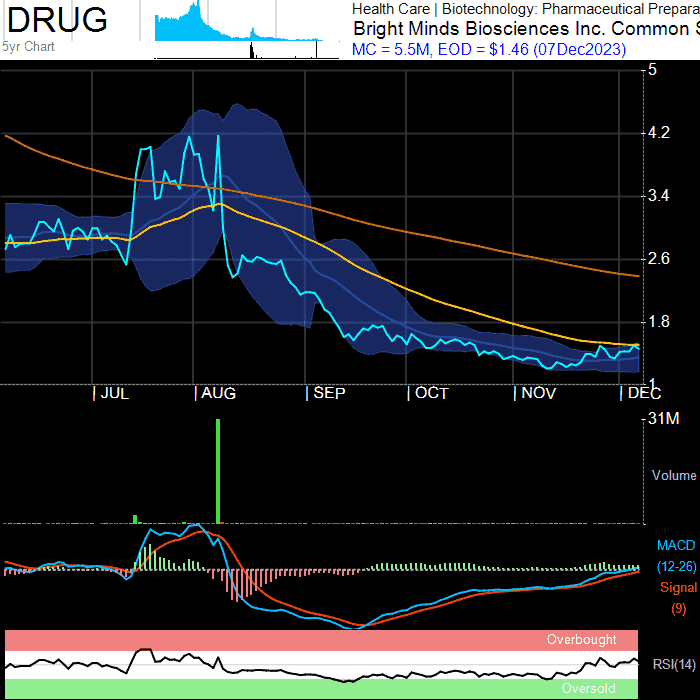 DRUG
5yr Chart
Health Care | Biotechnology: Pharmaceutical Prepara
Bright Minds Biosciences Inc. Common S
MC = 5.5M, EOD = $1.46 (07Dec2023)
5
4.2
3.4
2.6
1.8
1
| JUL | AUG | SEP | OCT | NOV | DEC
31M
Volume
MACD
(12-26)
Signal
(9)
Overbought
RSI(14)
Oversold